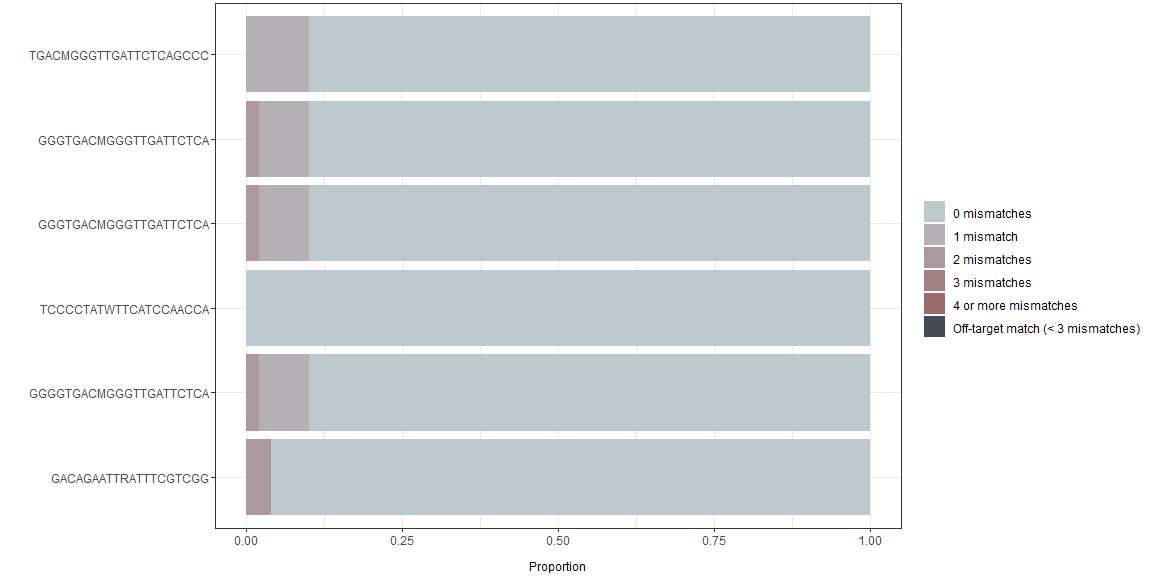 TGACMGGGTTGATTCTCAGCCC
GGGTGACMGGGTTGATTCTCA
GGGTGACMGGGTTGATTCTCA
TCCCCTATWTTCATCCAACCA
GGGGTGACMGGGTTGATTCTCA
GACAGAATTRATTTCGTCGG
0.00 0.25 0.50 0.75 1.00
Proportion
0 mismatches
1 mismatch
2 mismatches
3 mismatches
4 or more mismatches
Off-target match (< 3 mismatches)